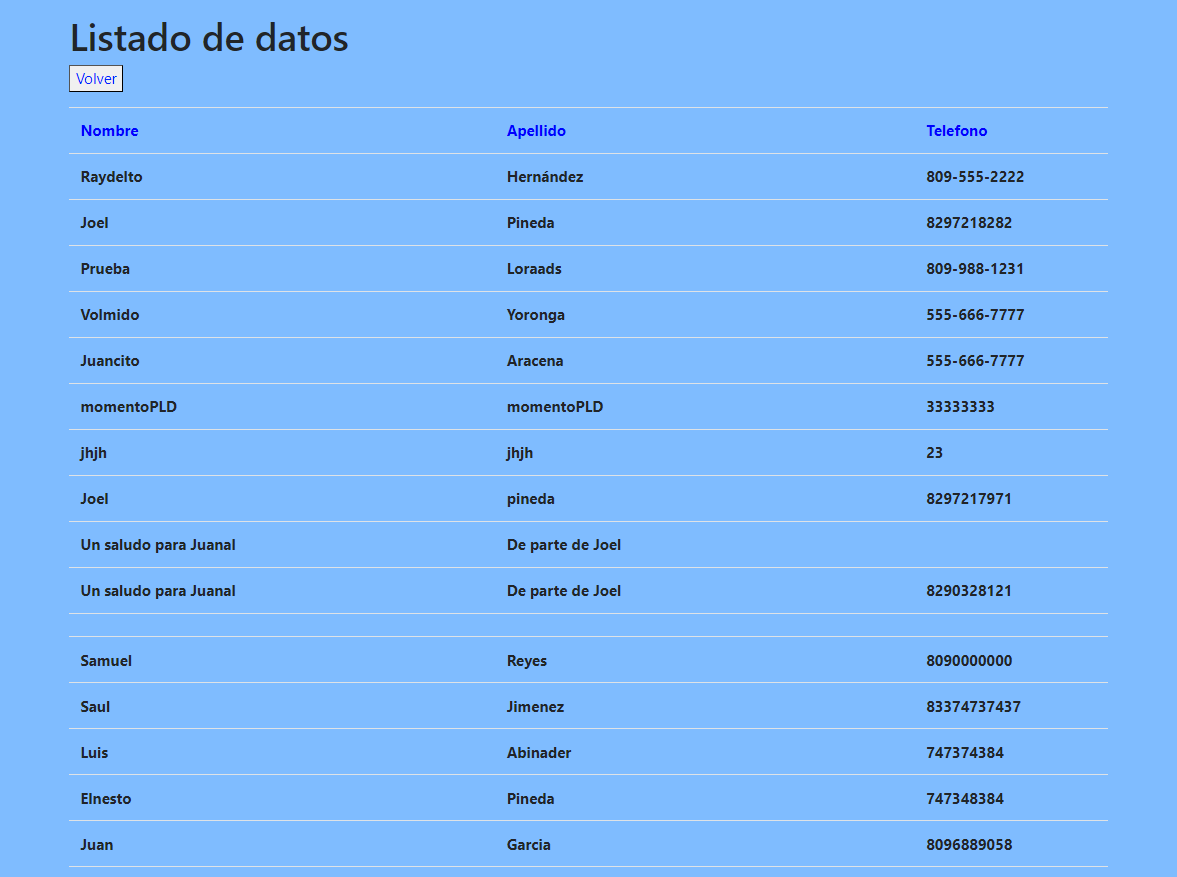 Listado de datos
Volver
Nombre Apellido Telefono
Raydelto Hernández 809-555-2222
Joel Pineda 8297218282
Prueba Loraads 809-988-1231
Volmido Yoronga 555-666-7777
Juancito Aracena 555-666-7777
momentoPLD momentoPLD 33333333
jhjh jhjh 23
Joel pineda 8297217971
Un saludo para Juanal De parte de Joel
Un saludo para Juanal De parte de Joel 8290328121
Samuel Reyes 8090000000
Saul Jimenez 83374737437
Luis Abinader 747374384
Elnesto Pineda 747348384
Juan Garcia 8096889058